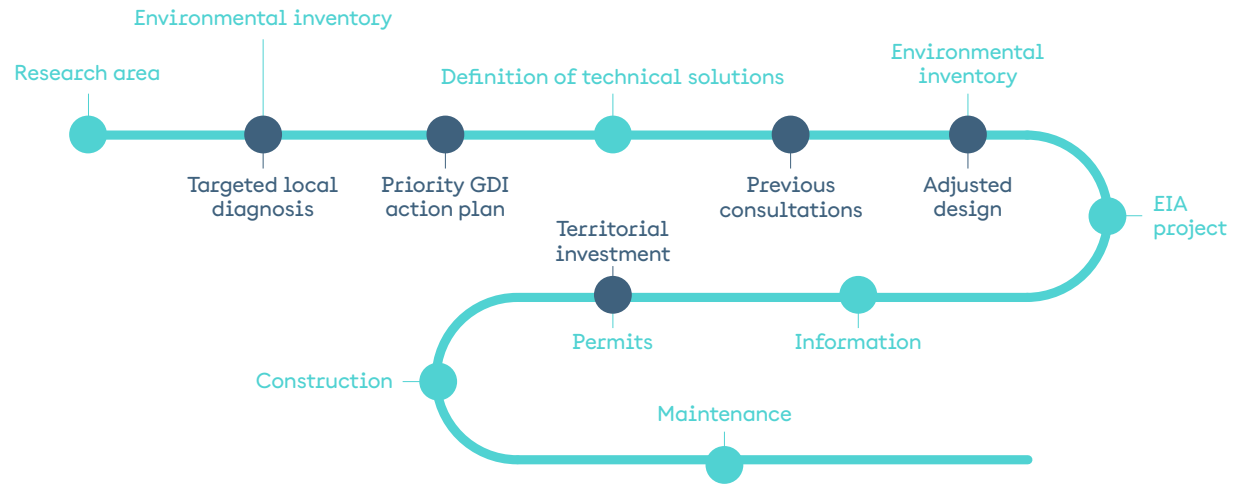 Environmental inventory
Research area
Definition of technical solutions
Environmental
inventory
Targeted local
diagnosis
Priority GDI
action plan
Previous
consultations
Adjusted
design
EIA
project
Territorial
investment
Permits
Information
Construction
Maintenance